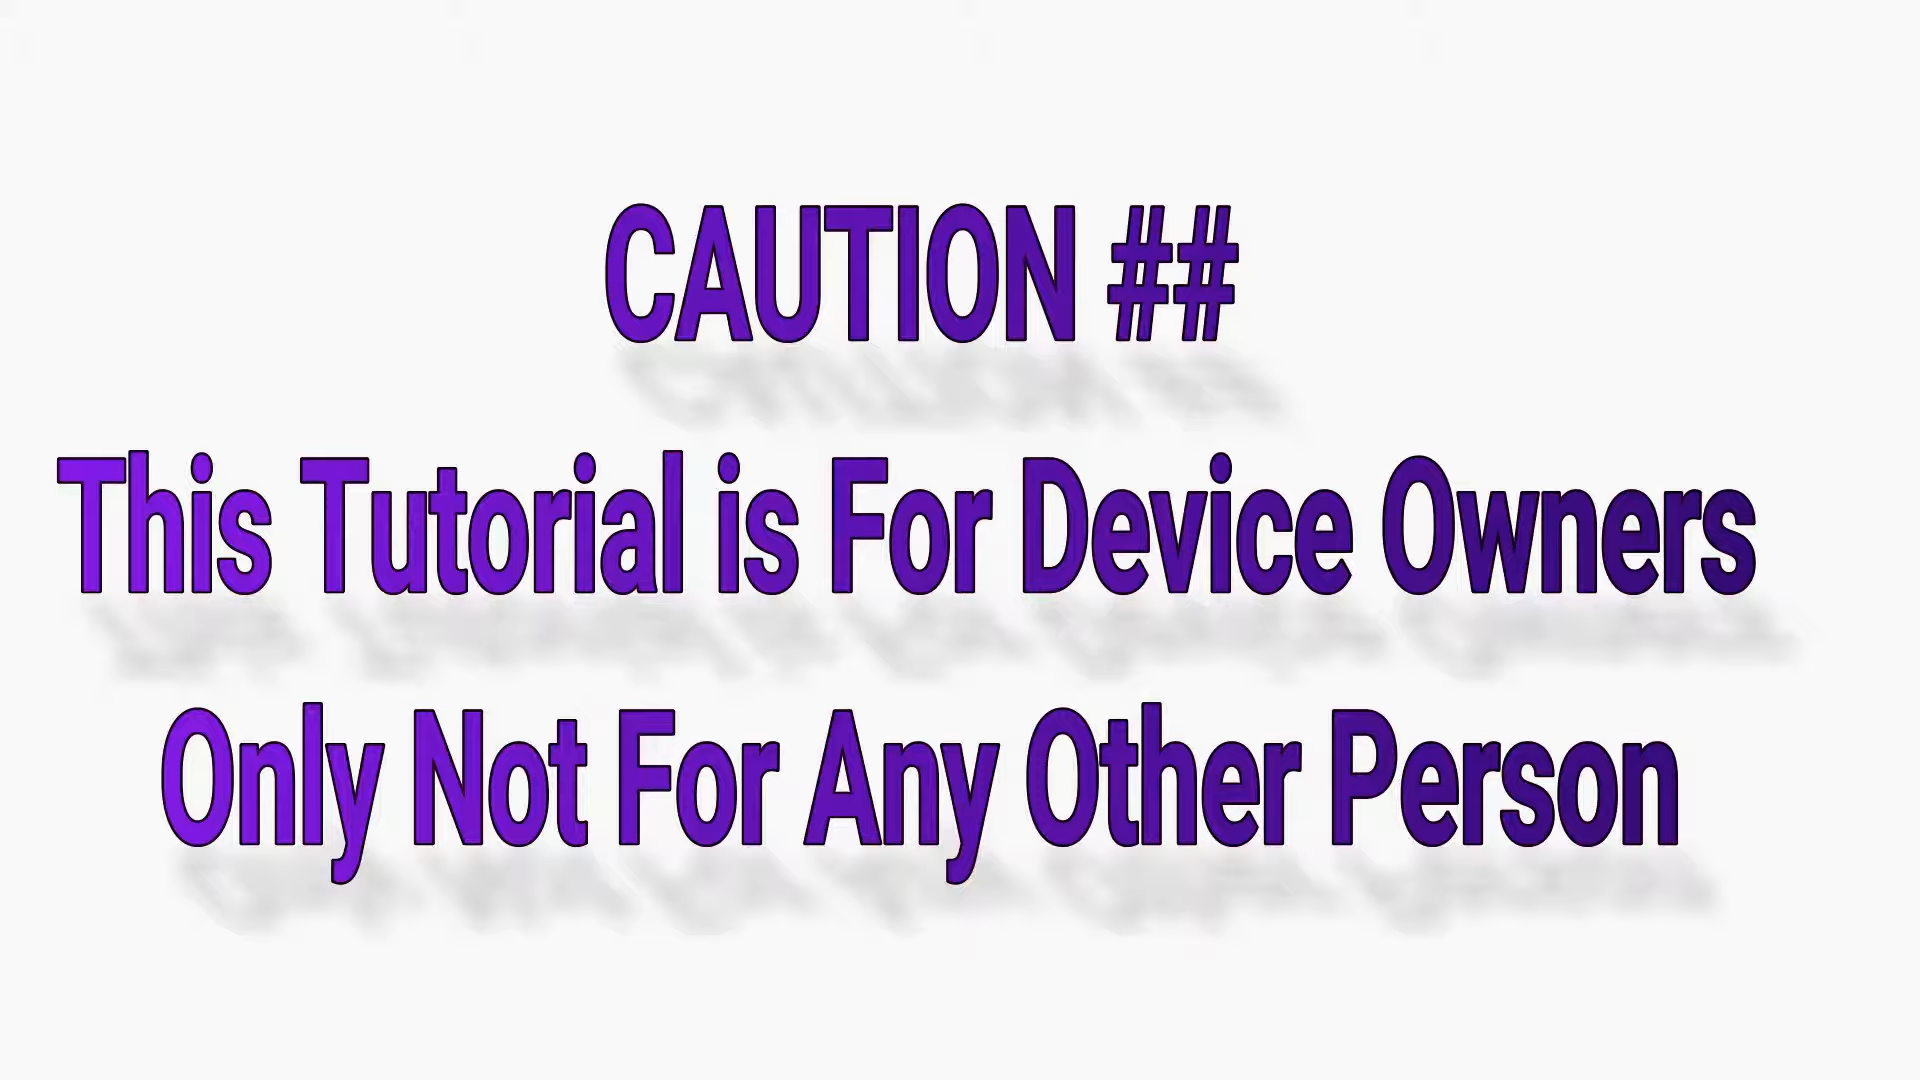 CAUTION ##
This Tutorial is For Device Owners
Only Not For Any Other Person